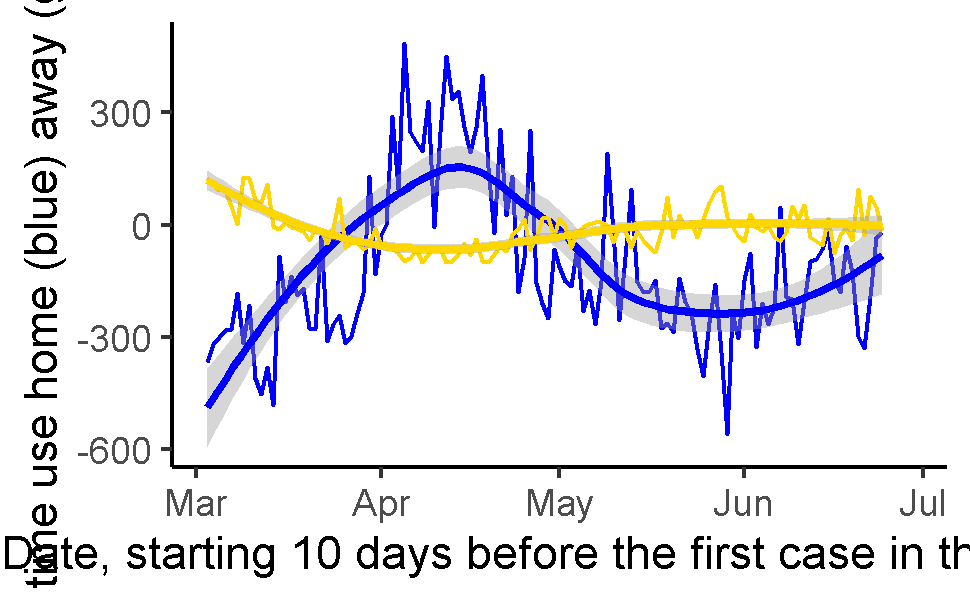 time use home (blue) away (
300
0
-300
-600
Mar Apr May Jun Jul
Date, starting 10 days before the first case in th